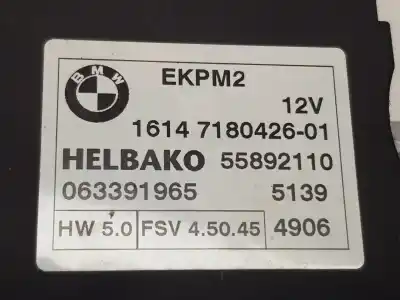 BMW
EKPM2
12V
1614 7180426-01
HELBAKO 55892110
063391965 5139
HW 5.0 FSV 4.50.45 4906